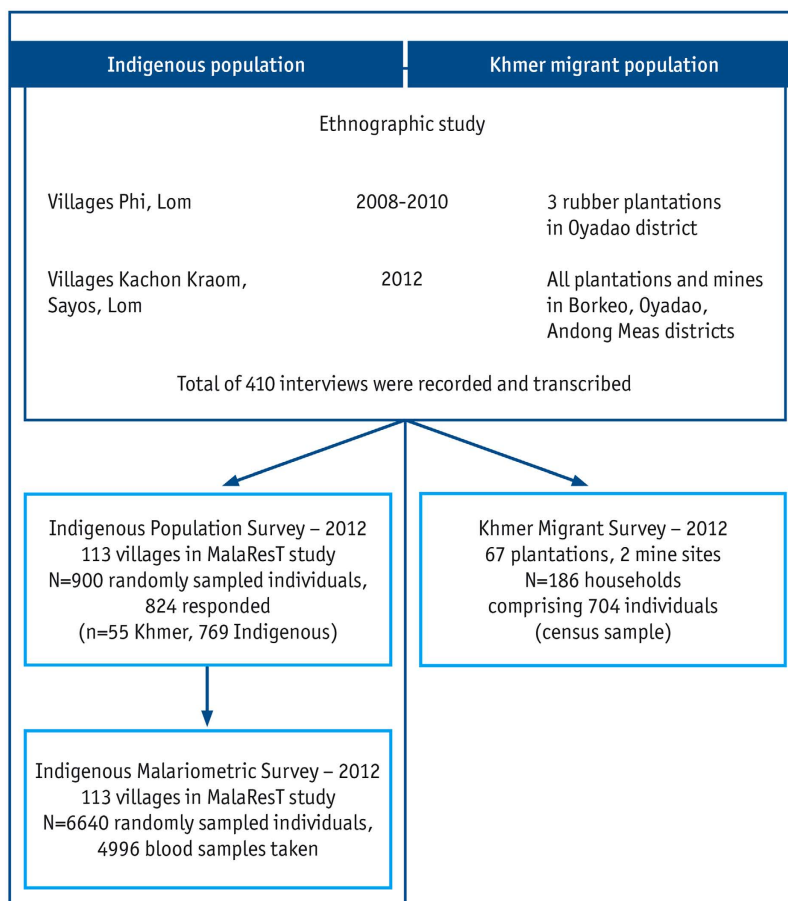 Indigenous population
Khmer migrant population
Ethnographic study
Villages Phi, Lom
2008-2010
3 rubber plantations
in Oyadao district
Villages Kachon Kraom,
Sayos, Lom
2012
All plantations and mines
in Borkeo, Oyadao,
Andong Meas districts
Total of 410 interviews were recorded and transcribed
Indigenous Population Survey – 2012
113 villages in MalaResT study
N=900 randomly sampled individuals,
824 responded
(n=55 Khmer, 769 Indigenous)
Khmer Migrant Survey – 2012
67 plantations, 2 mine sites
N=186 households
comprising 704 individuals
(census sample)
Indigenous Malariometric Survey – 2012
113 villages in MalaResT study
N=6640 randomly sampled individuals,
4996 blood samples taken